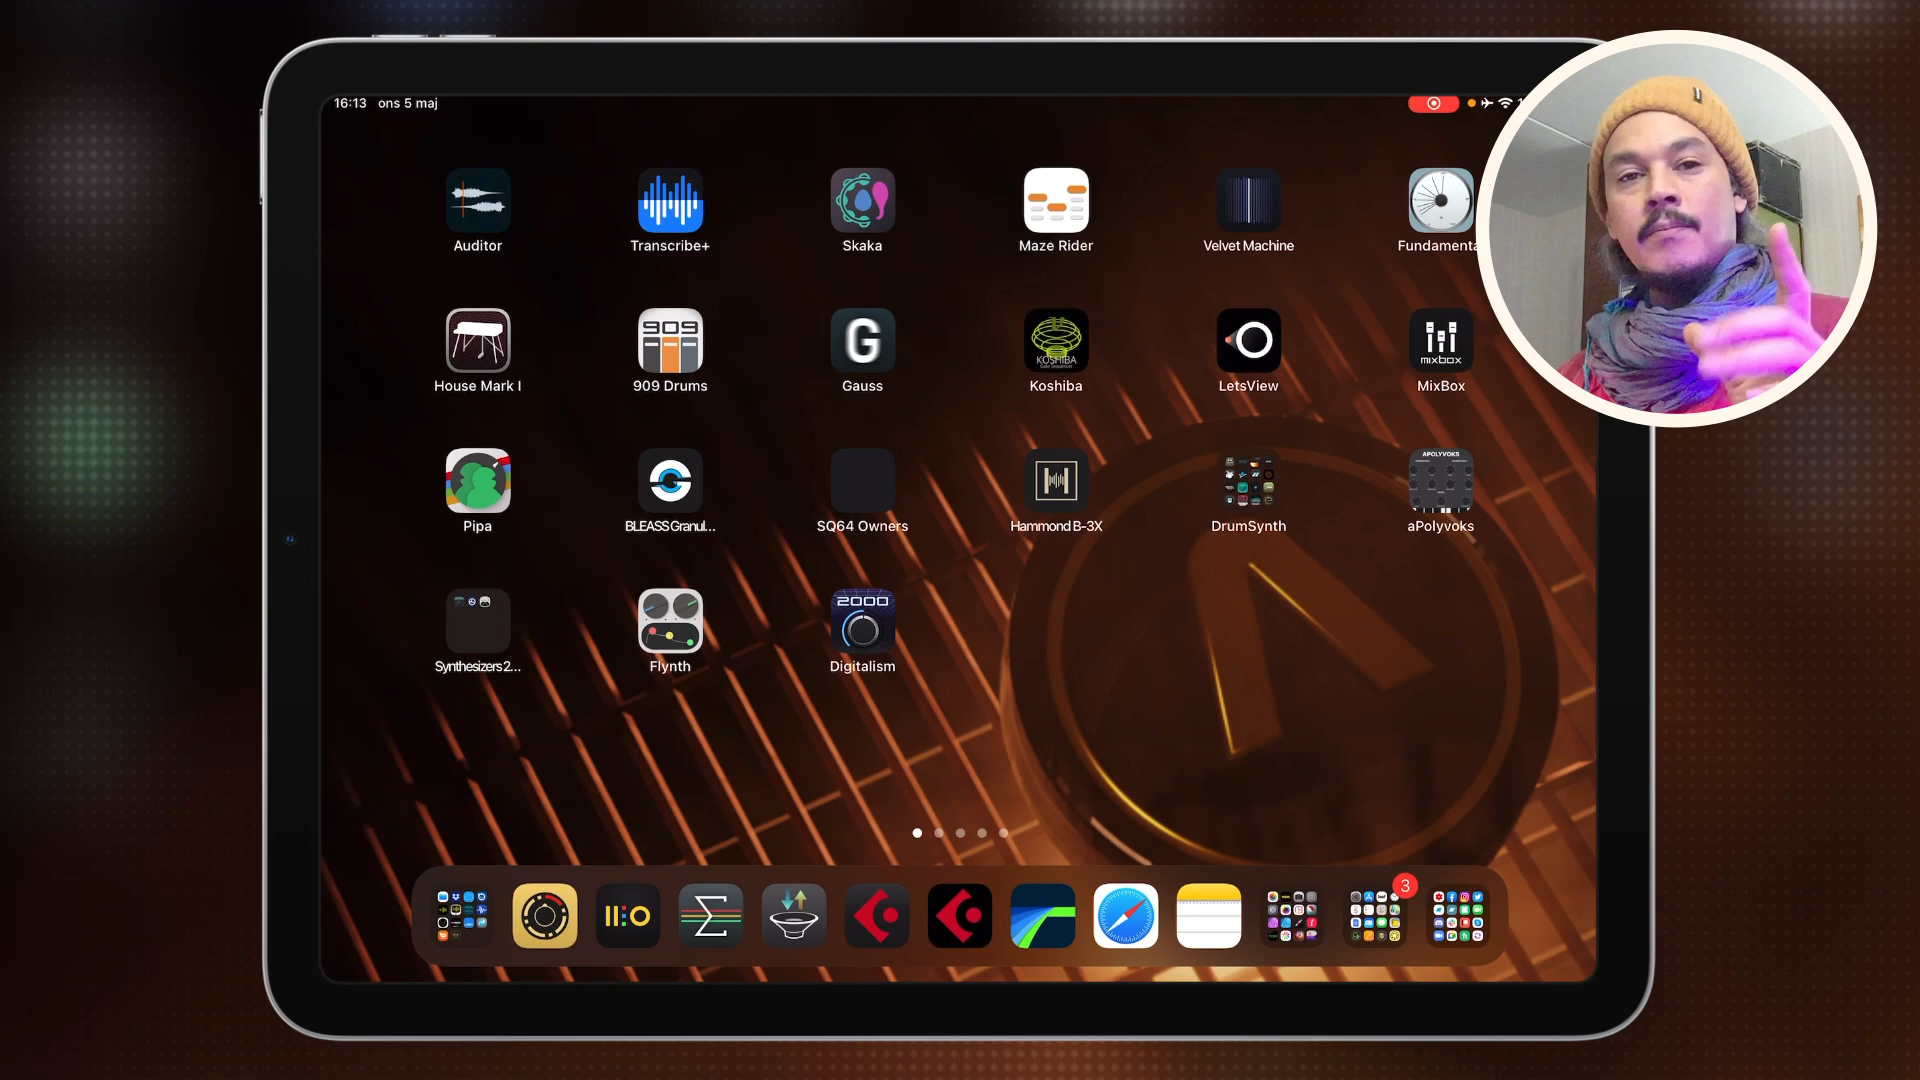 16:13 ons 5 maj
Auditor
Transcribe+
Skaka
Maze Rider
Velvet Machine
Fundamenta
909
G
KOSHIBA
mixbox
House Mark I
909 Drums
Gauss
Koshiba
LetsView
MixBox
APOLYVOKS
Pipa
BLEASS Granul...
SQ64 Owners
Hammond B-3X
DrumSynth
aPolyvoks
2000
Synthesizers 2...
Flynth
Digitalism
3